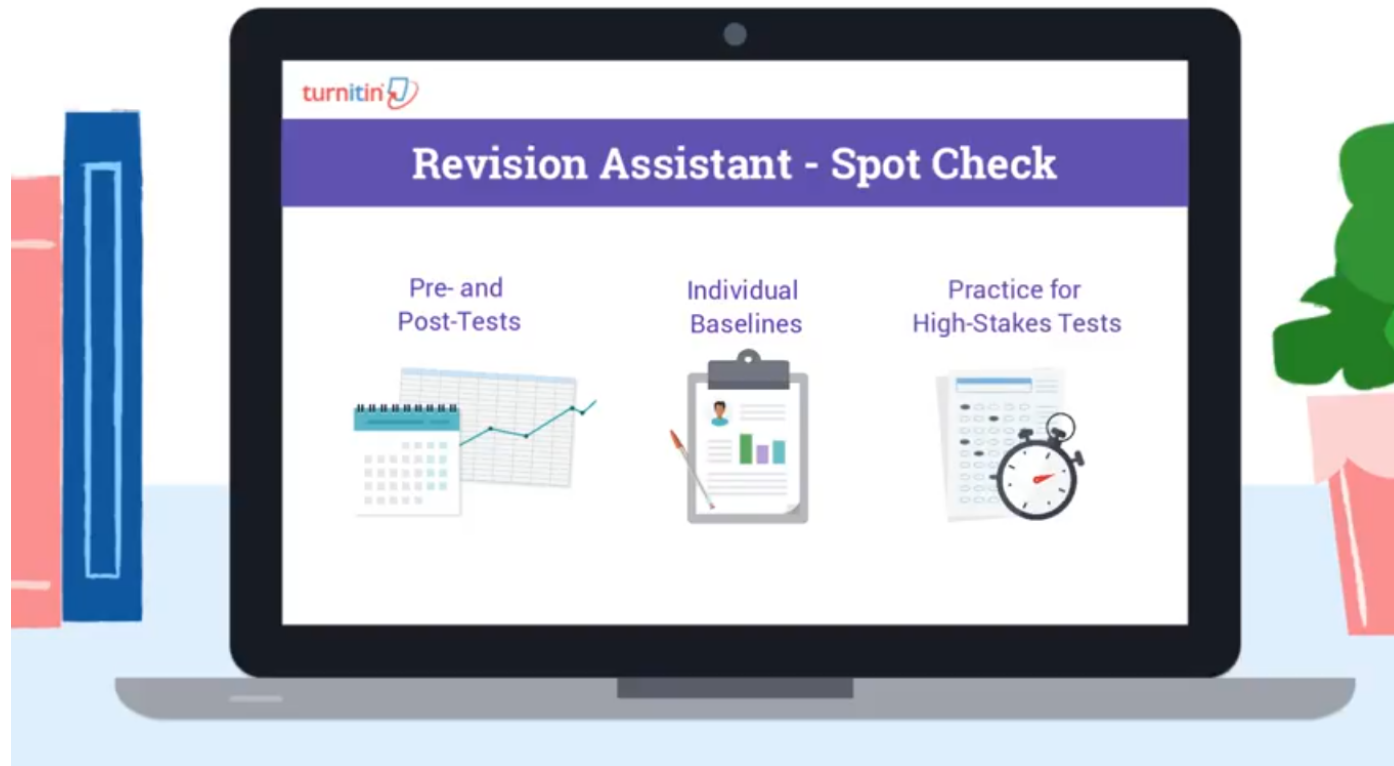 turnitin
Revision Assistant - Spot Check
Pre- and
Post-Tests
Individual
Baselines
Practice for
High-Stakes Tests